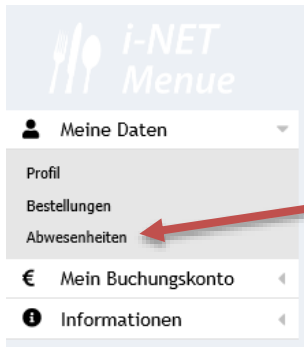 i-NET
Menue
Meine Daten
Profil
Bestellungen
Abwesenheiten
€ Mein Buchungskonto
Informationen